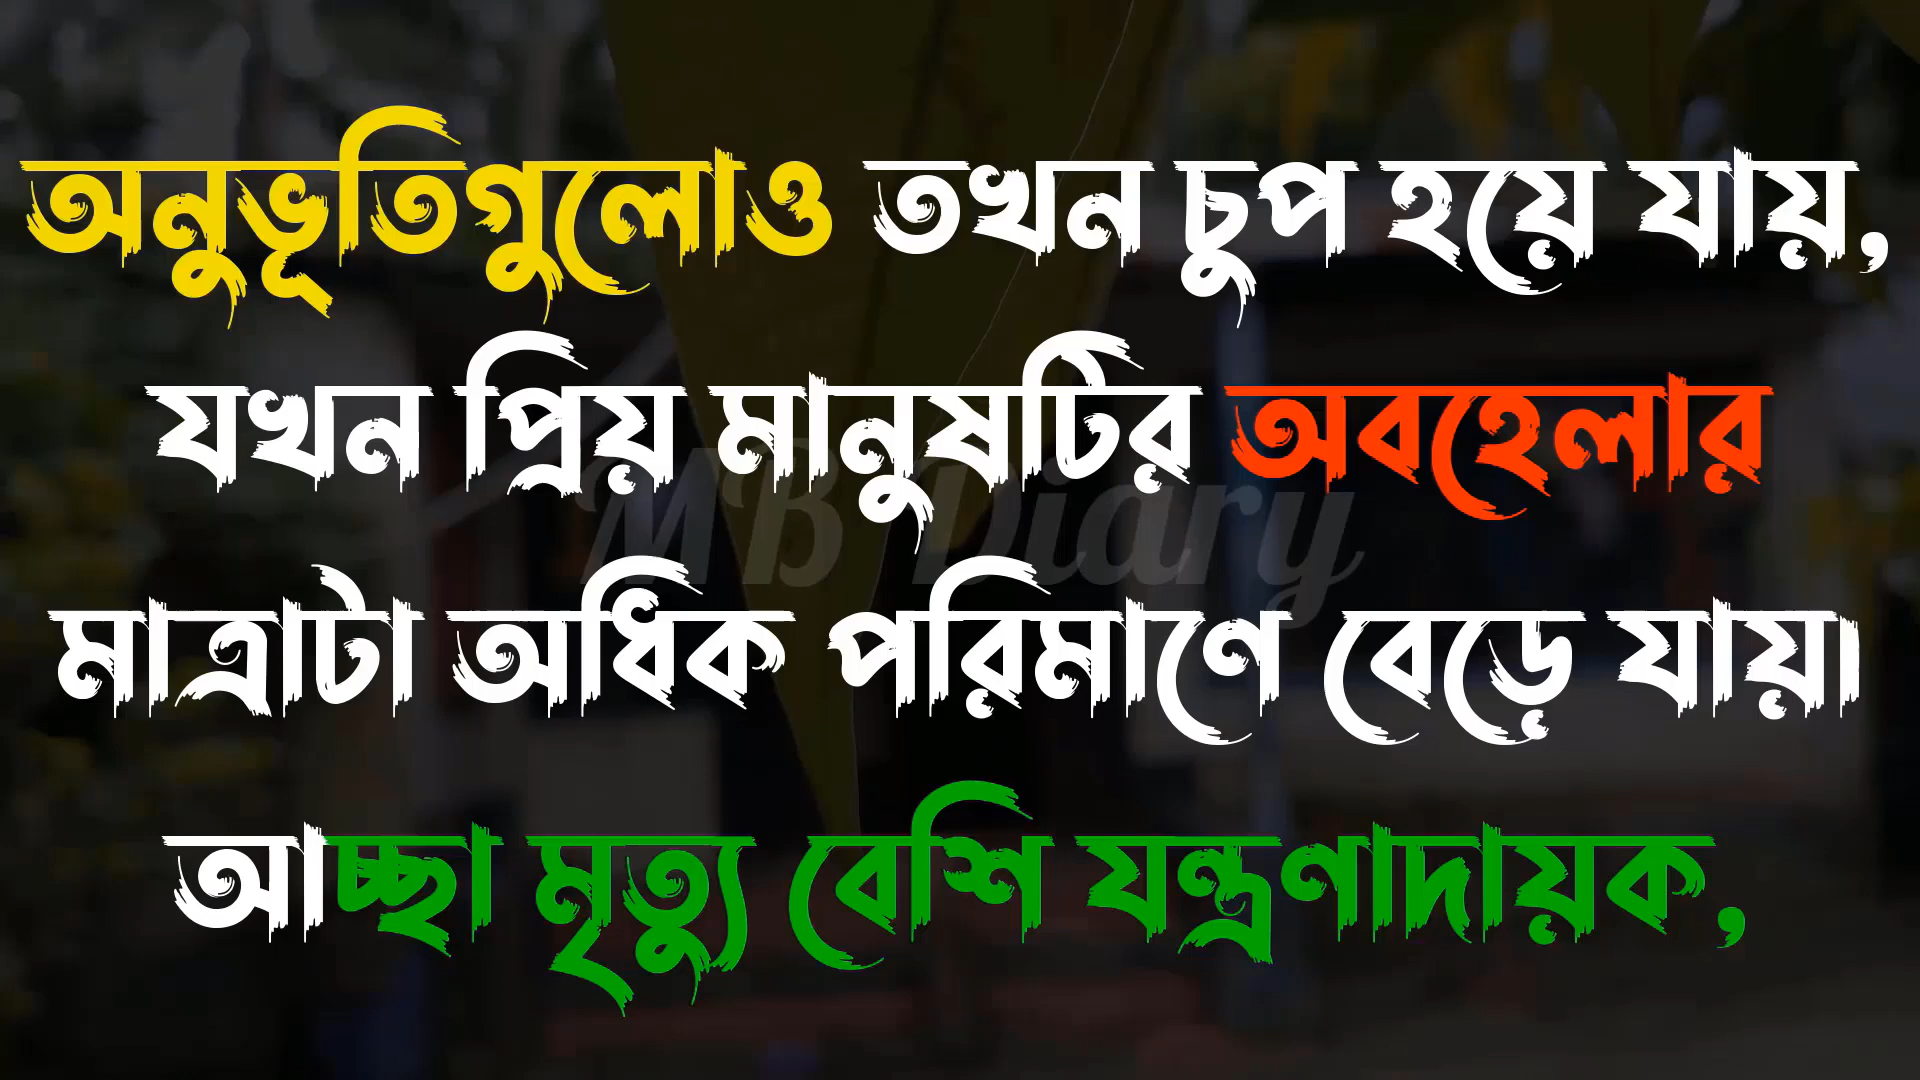 অনুভূতিগুলোও তখন চুপ হয়ে যায়,
যখন প্রিয় মানুষটির অবহেলার
MB Diary
মাত্রাটা অধিক পরিমাণে বেড়ে যায়।
আচ্ছা মৃত্যু বেশি যন্ত্রণাদায়ক,